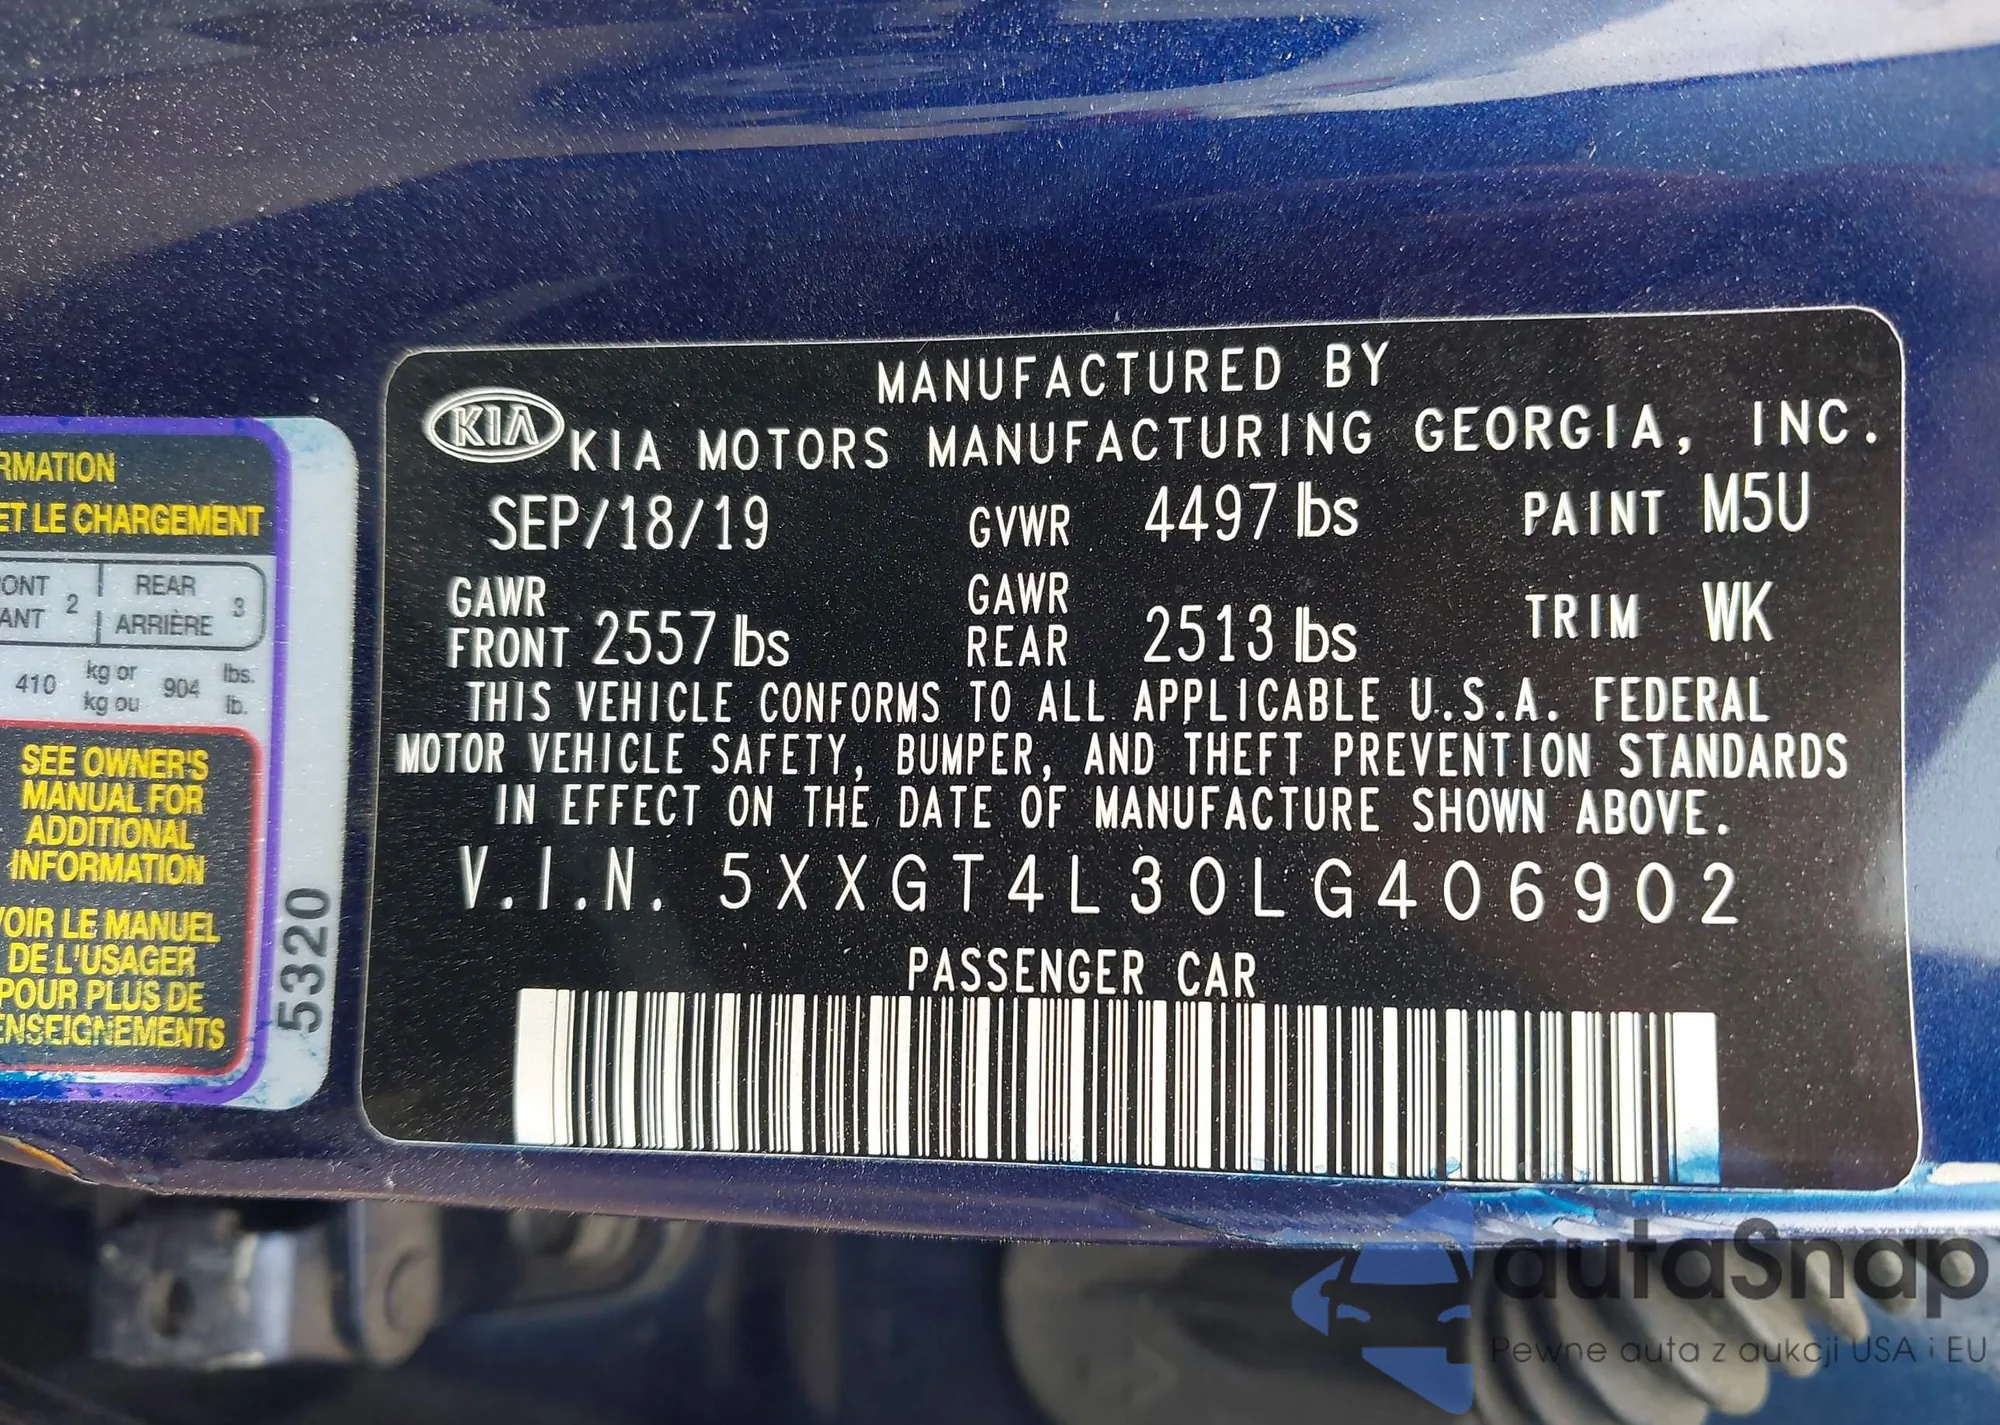 RMATION
ET LE CHARGEMENT
2 REAR 3
ARRIÈRE
410 kg or 904 lbs.
kg ou lb.
SEE OWNER'S
MANUAL FOR
ADDITIONAL
INFORMATION
VOIR LE MANUEL
DE L'USAGER
POUR PLUS DE
ENSEIGNEMENTS
5320
MANUFACTURED BY
KIA KIA MOTORS MANUFACTURING GEORGIA, INC.
SEP/18/19 GVWR 4497 lbs PAINT M5U
GAWR FRONT 2557 lbs GAWR REAR 2513 lbs TRIM WK
THIS VEHICLE CONFORMS TO ALL APPLICABLE U.S.A. FEDERAL
MOTOR VEHICLE SAFETY, BUMPER, AND THEFT PREVENTION STANDARDS
IN EFFECT ON THE DATE OF MANUFACTURE SHOWN ABOVE.
V.I.N. 5XXGT4L30LG406902
PASSENGER CAR
autaSnap
Pewne auta z aukcji USA i EU